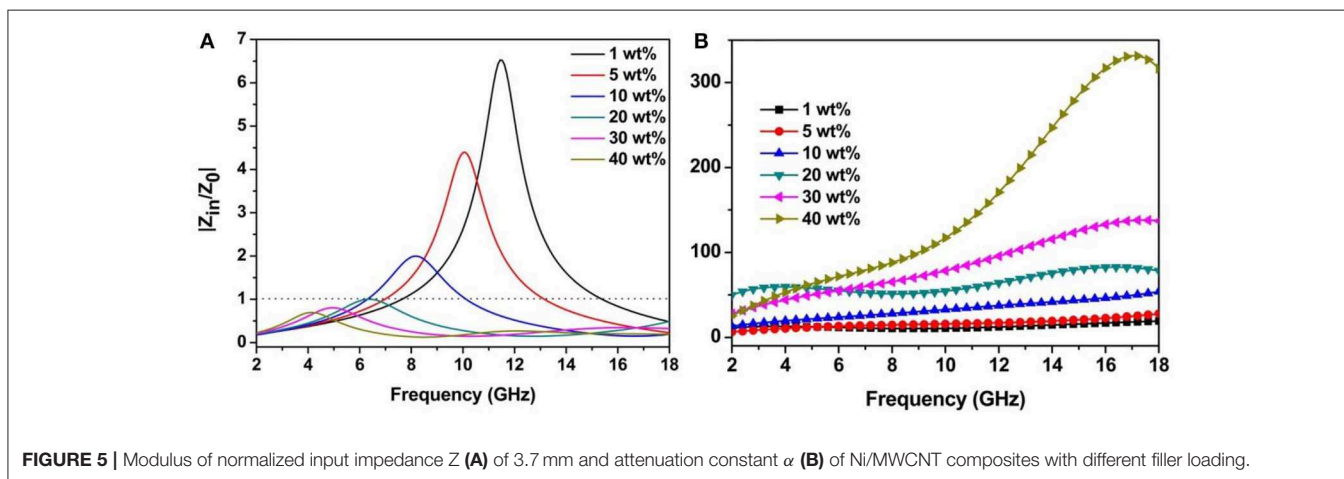 A
7
6
5
4
3
2
1
0
|Z_in/Z_0|
1 wt%
5 wt%
10 wt%
20 wt%
30 wt%
40 wt%
2 4 6 8 10 12 14 16 18
Frequency (GHz)
B
300
200
100
0
1 wt%
5 wt%
10 wt%
20 wt%
30 wt%
40 wt%
2 4 6 8 10 12 14 16 18
Frequency (GHz)
FIGURE 5 | Modulus of normalized input impedance Z (A) of 3.7 mm and attenuation constant α (B) of Ni/MWCNT composites with different filler loading.